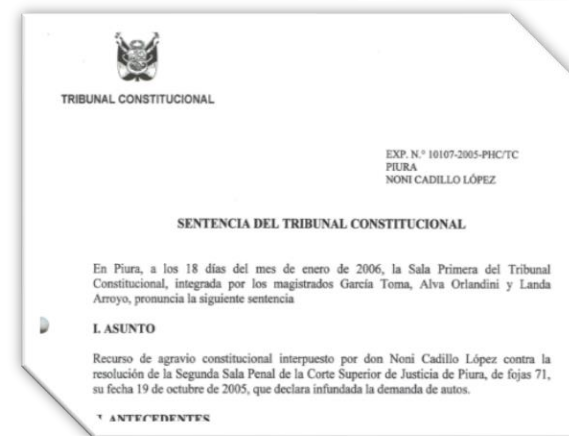 TRIBUNAL CONSTITUCIONAL
EXP. N.° 10107-2005-PHC/TC
PIURA
NONI CADILLO LÓPEZ
SENTENCIA DEL TRIBUNAL CONSTITUCIONAL
En Piura, a los 18 días del mes de enero de 2006, la Sala Primera del Tribunal
Constitucional, integrada por los magistrados García Toma, Alva Orlandini y Landa
Arroyo, pronuncia la siguiente sentencia
I. ASUNTO
Recurso de agravio constitucional interpuesto por don Noni Cadillo López contra la
resolución de la Segunda Sala Penal de la Corte Superior de Justicia de Piura, de fojas 71,
su fecha 19 de octubre de 2005, que declara infundada la demanda de autos.
ANTECEDENTES